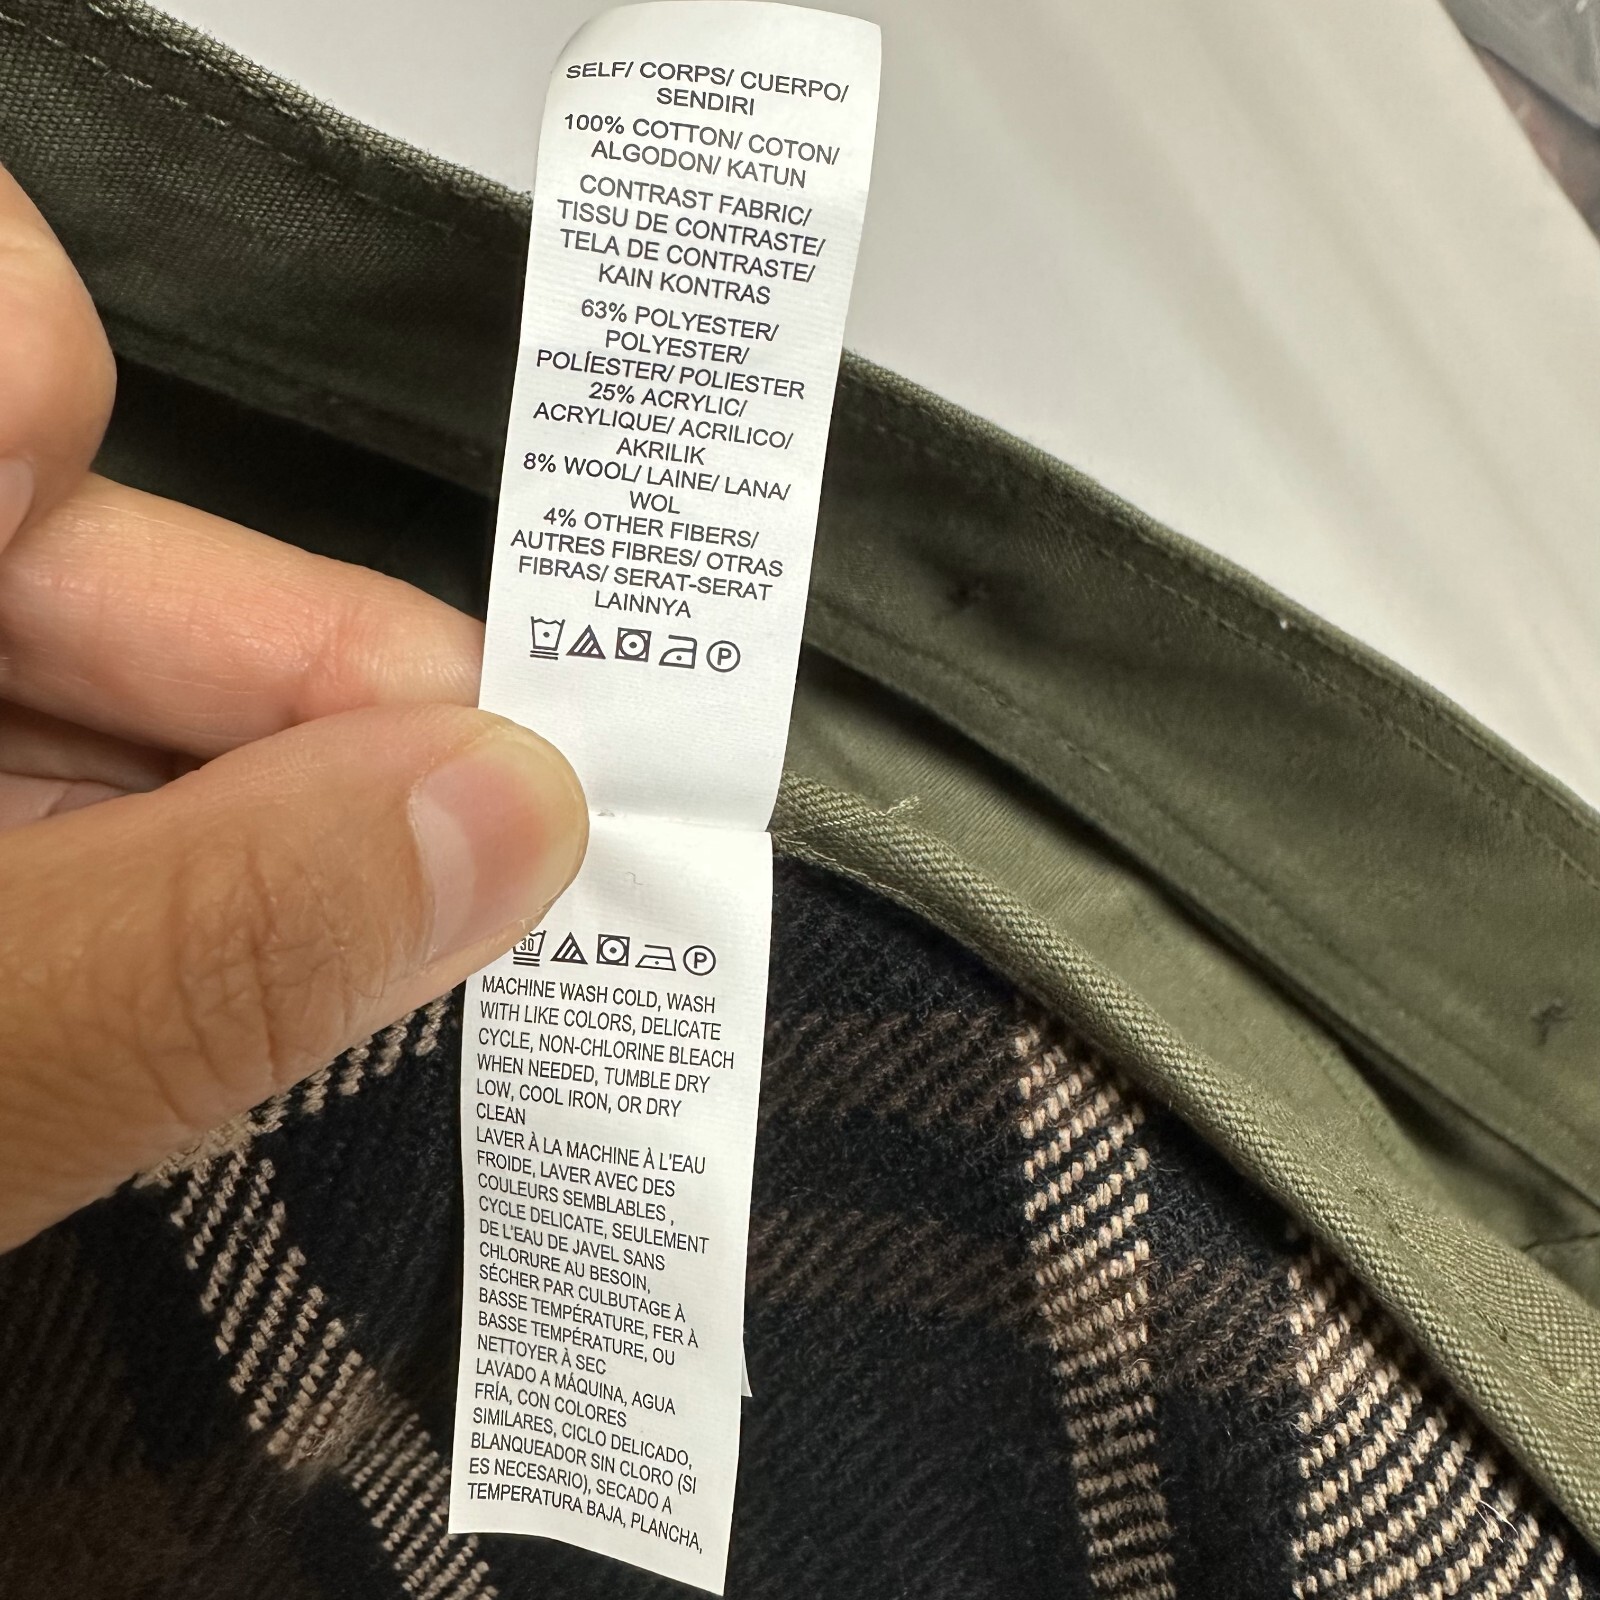 SELF/ CORPS/ CUERPO/
SENDIRI
100% COTTON/ COTON/
ALGODON/ KATUN
CONTRAST FABRIC/
TISSU DE CONTRASTE/
TELA DE CONTRASTE/
KAIN KONTRAS
63% POLYESTER/
POLYESTER/
POLÍESTER/ POLIESTER
25% ACRYLIC/
ACRYLIQUE/ ACRILICO/
AKRILIK
8% WOOL/ LAINE/ LANA/
WOL
4% OTHER FIBERS/
AUTRES FIBRES/ OTRAS
FIBRAS/ SERAT-SERAT
LAINNYA
P
30 P
MACHINE WASH COLD, WASH
WITH LIKE COLORS, DELICATE
CYCLE, NON-CHLORINE BLEACH
WHEN NEEDED, TUMBLE DRY
LOW, COOL IRON, OR DRY
CLEAN
LAVER À LA MACHINE À L'EAU
FROIDE, LAVER AVEC DES
COULEURS SEMBLABLES ,
CYCLE DELICATE, SEULEMENT
DE L'EAU DE JAVEL SANS
CHLORURE AU BESOIN,
SÉCHER PAR CULBUTAGE À
BASSE TEMPÉRATURE, FER À
BASSE TEMPÉRATURE, OU
NETTOYER À SEC
LAVADO A MÁQUINA, AGUA
FRÍA, CON COLORES
SIMILARES, CICLO DELICADO,
BLANQUEADOR SIN CLORO (SI
ES NECESARIO), SECADO A
TEMPERATURA BAJA, PLANCHA,